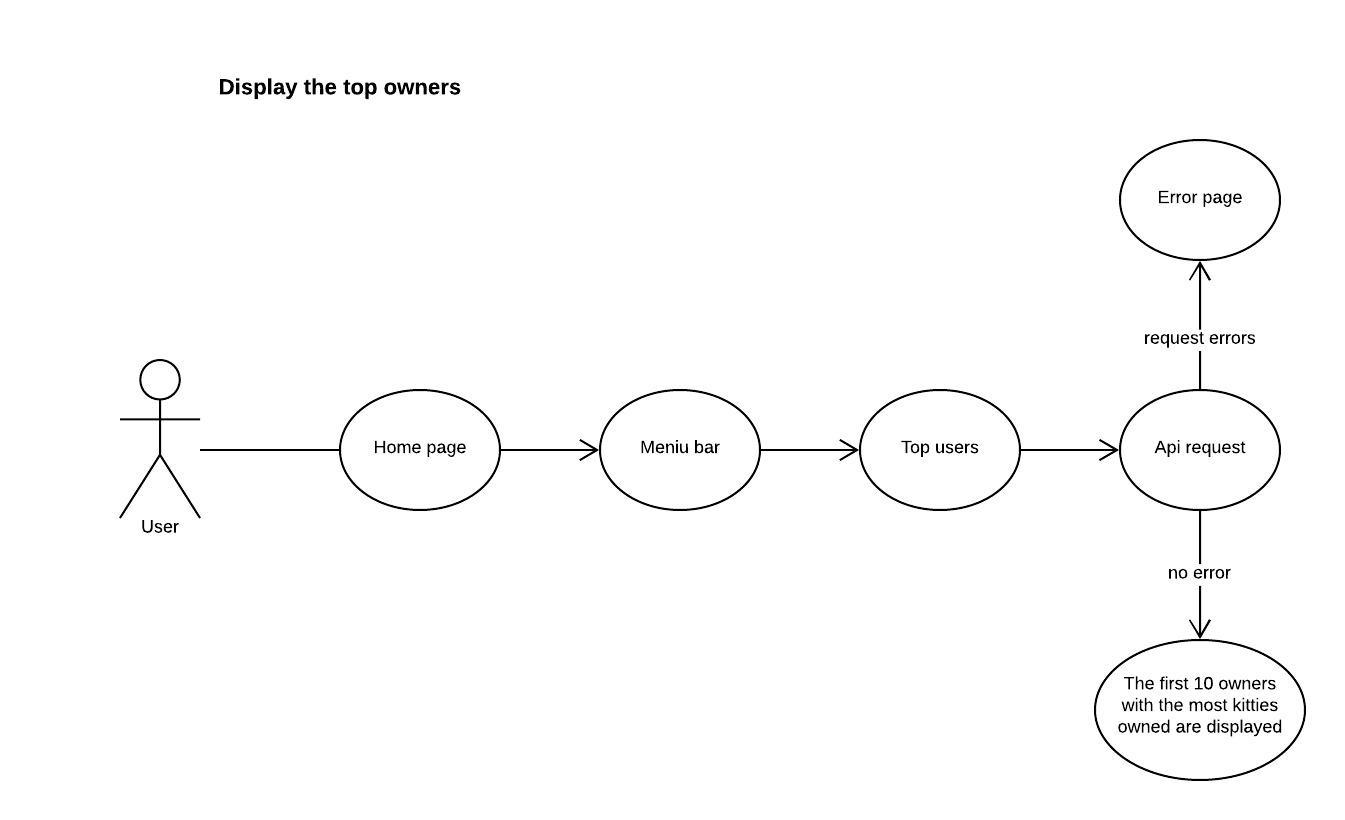 Display the top owners
Error page
request errors
Home page
Meniu bar
Top users
Api request
User
no error
The first 10 owners
with the most kitties
owned are displayed